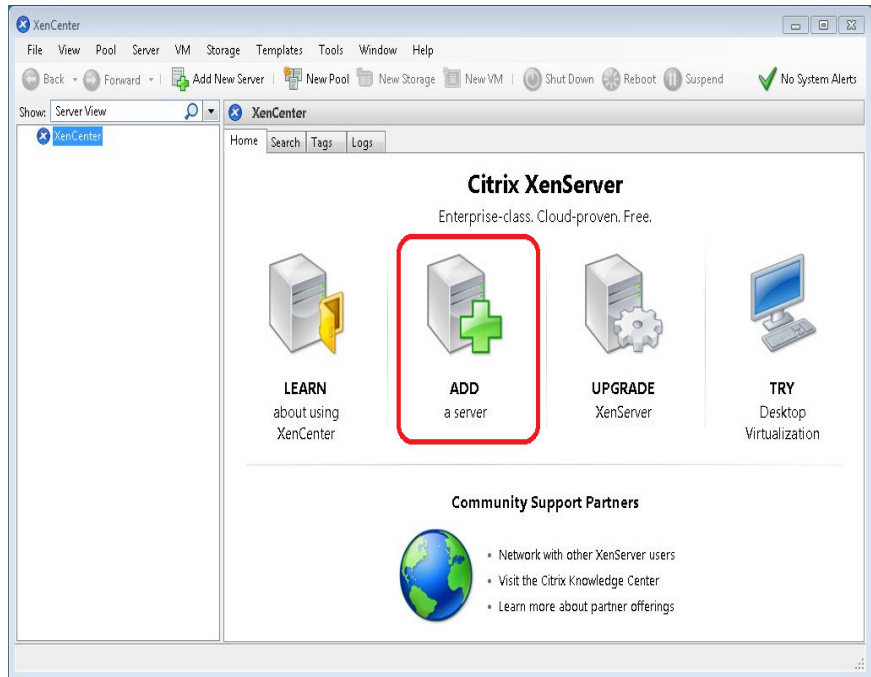 XenCenter
File View Pool Server VM Storage Templates Tools Window Help
Back Forward Add New Server New Pool New Storage New VM Shut Down Reboot Suspend No System Alerts
Show: Server View
XenCenter
XenCenter
Home Search Tags Logs
Citrix XenServer
Enterprise-class. Cloud-proven. Free.
LEARN
about using
XenCenter
ADD
a server
UPGRADE
XenServer
TRY
Desktop
Virtualization
Community Support Partners
Network with other XenServer users
Visit the Citrix Knowledge Center
Learn more about partner offerings